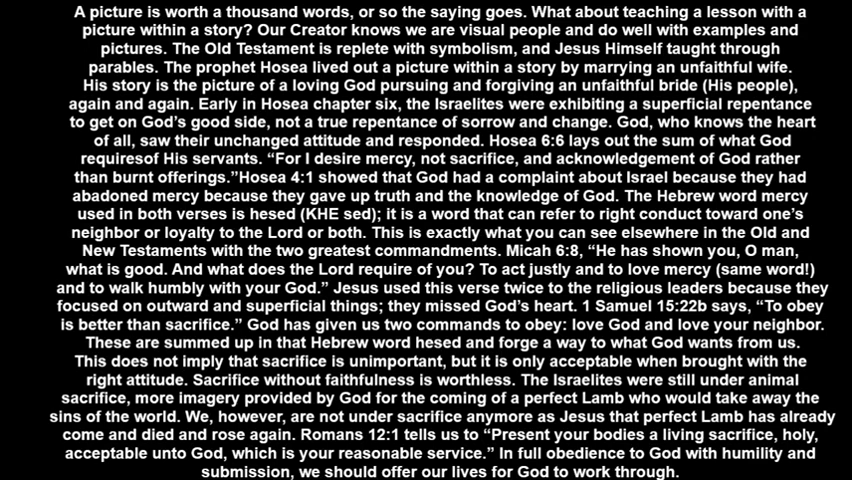 A picture is worth a thousand words, or so the saying goes. What about teaching a lesson with a
picture within a story? Our Creator knows we are visual people and do well with examples and
pictures. The Old Testament is replete with symbolism, and Jesus Himself taught through
parables. The prophet Hosea lived out a picture within a story by marrying an unfaithful wife.
His story is the picture of a loving God pursuing and forgiving an unfaithful bride (His people),
again and again. Early in Hosea chapter six, the Israelites were exhibiting a superficial repentance
to get on God’s good side, not a true repentance of sorrow and change. God, who knows the heart
of all, saw their unchanged attitude and responded. Hosea 6:6 lays out the sum of what God
requiresof His servants. “For I desire mercy, not sacrifice, and acknowledgement of God rather
than burnt offerings.”Hosea 4:1 showed that God had a complaint about Israel because they had
abadoned mercy because they gave up truth and the knowledge of God. The Hebrew word mercy
used in both verses is hesed (KHE sed); it is a word that can refer to right conduct toward one’s
neighbor or loyalty to the Lord or both. This is exactly what you can see elsewhere in the Old and
New Testaments with the two greatest commandments. Micah 6:8, “He has shown you, O man,
what is good. And what does the Lord require of you? To act justly and to love mercy (same word!)
and to walk humbly with your God.” Jesus used this verse twice to the religious leaders because they
focused on outward and superficial things; they missed God’s heart. 1 Samuel 15:22b says, “To obey
is better than sacrifice.” God has given us two commands to obey: love God and love your neighbor.
These are summed up in that Hebrew word hesed and forge a way to what God wants from us.
This does not imply that sacrifice is unimportant, but it is only acceptable when brought with the
right attitude. Sacrifice without faithfulness is worthless. The Israelites were still under animal
sacrifice, more imagery provided by God for the coming of a perfect Lamb who would take away the
sins of the world. We, however, are not under sacrifice anymore as Jesus that perfect Lamb has already
come and died and rose again. Romans 12:1 tells us to “Present your bodies a living sacrifice, holy,
acceptable unto God, which is your reasonable service.” In full obedience to God with humility and
submission, we should offer our lives for God to work through.